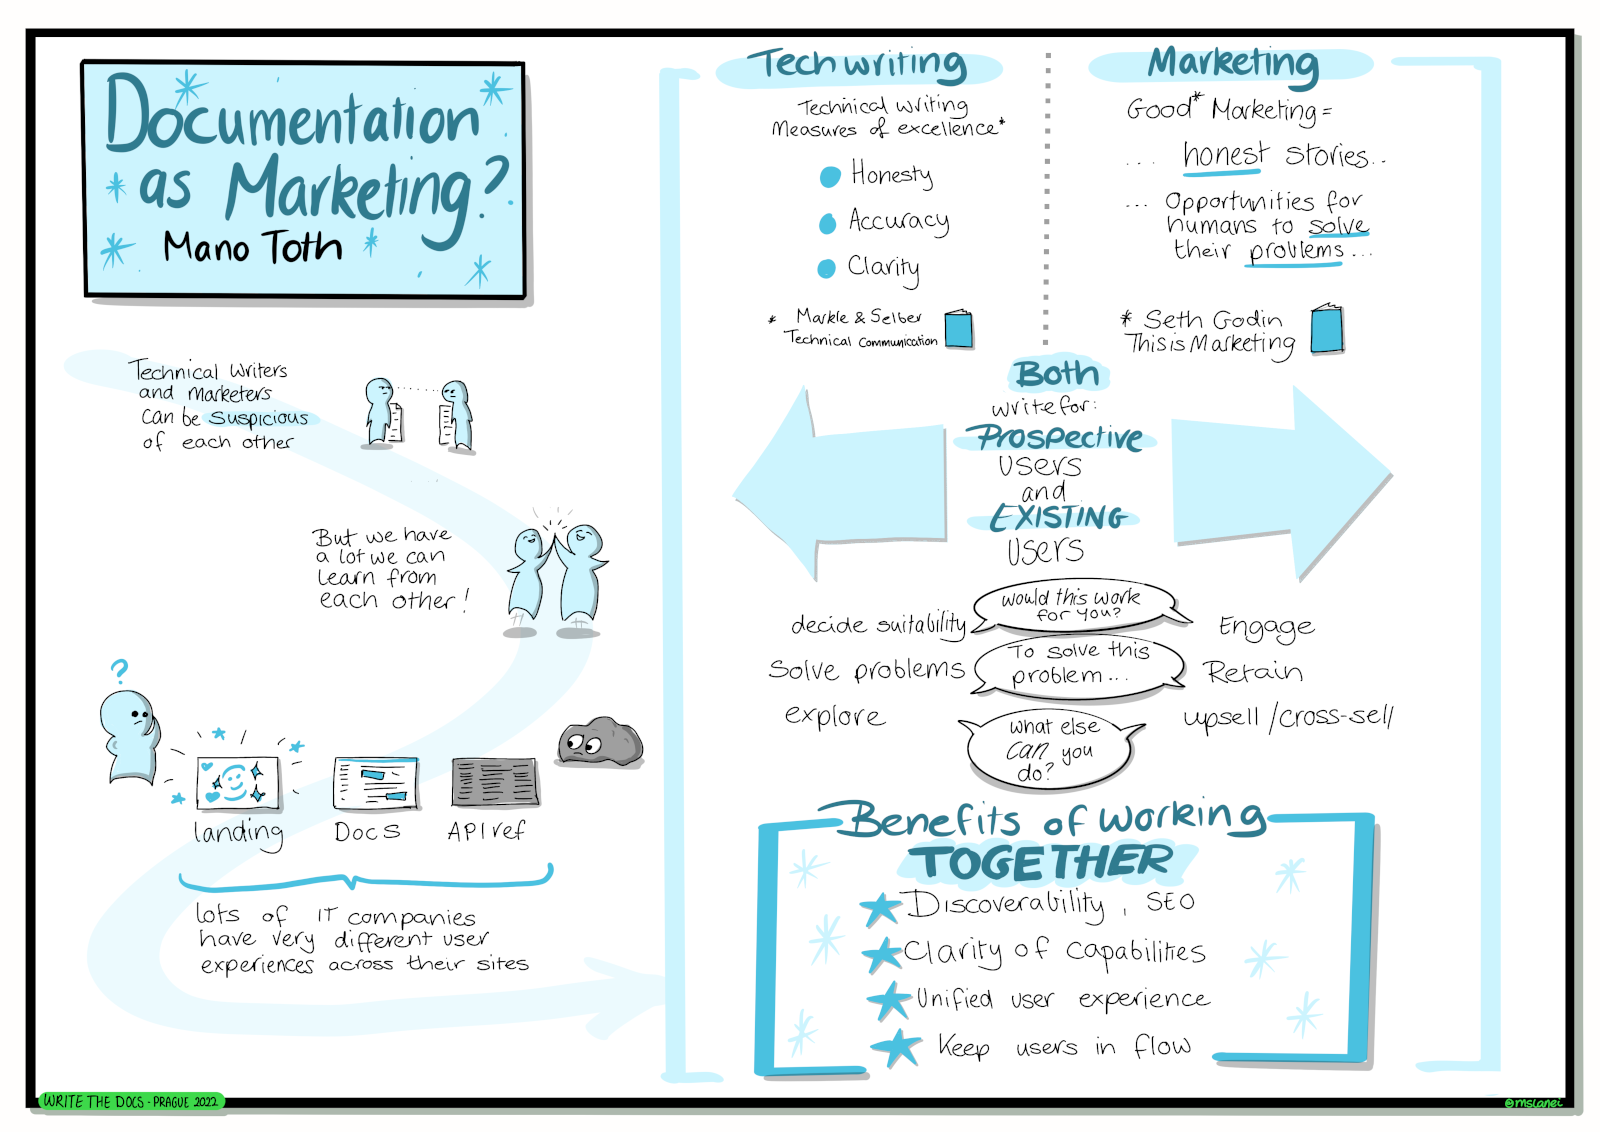 Documentation
as Marketing?
Mano Toth
Technical Writers
and marketers
can be suspicious
of each other
But we have
a lot we can
learn from
each other!
?
landing
Docs
API ref
lots of IT companies
have very different user
experiences across their sites
Tech writing
Technical writing
Measures of excellence*
Honesty
Accuracy
Clarity
* Markle & Selber
Technical Communication
Marketing
Good* Marketing =
... honest stories..
... Opportunities for
humans to solve
their problems...
* Seth Godin
This is Marketing
Both
write for:
Prospective
users
and
EXISTING
users
decide suitability
would this work
for you?
Engage
Solve problems
To solve this
problem...
Retain
explore
what else
can you
do?
upsell/cross-sell
Benefits of working
TOGETHER
Discoverability, SEO
Clarity of capabilities
Unified user experience
Keep users in flow
WRITE THE DOCS - PRAGUE 2022
@mslanei